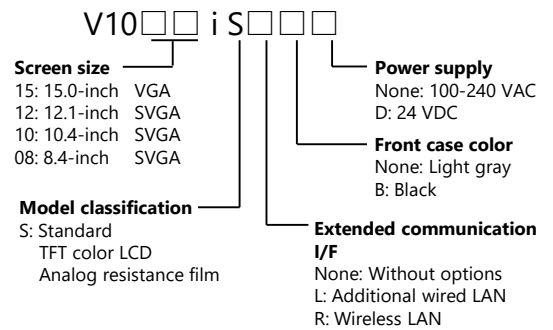 V10□□iS□□□
Screen size
15: 15.0-inch VGA
12: 12.1-inch SVGA
10: 10.4-inch SVGA
08: 8.4-inch SVGA
Model classification
S: Standard
TFT color LCD
Analog resistance film
Power supply
None: 100-240 VAC
D: 24 VDC
Front case color
None: Light gray
B: Black
Extended communication
I/F
None: Without options
L: Additional wired LAN
R: Wireless LAN